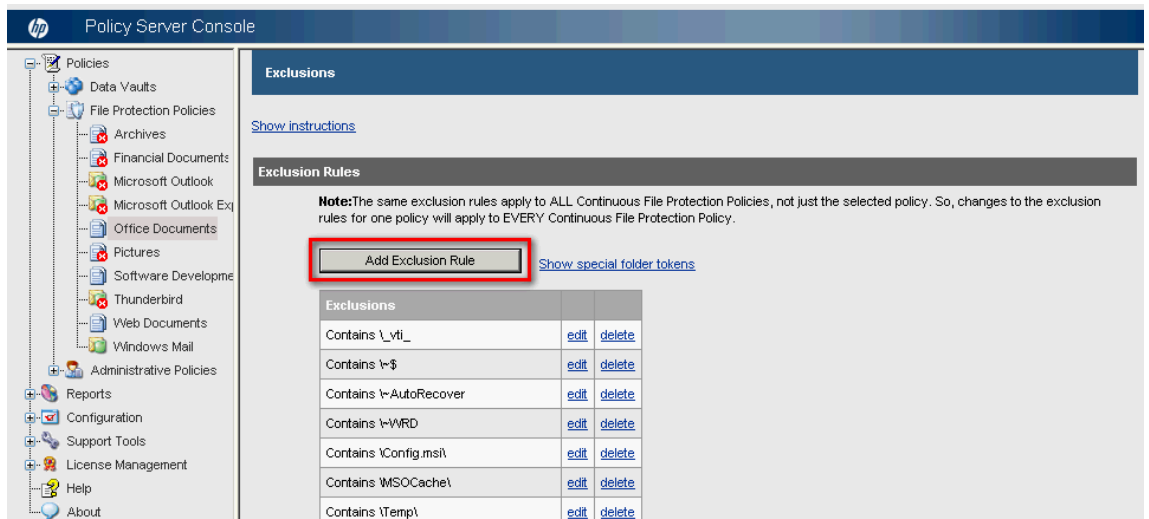 hp Policy Server Console
Policies
Data Vaults
File Protection Policies
Archives
Financial Documents
Microsoft Outlook
Microsoft Outlook Exp
Office Documents
Pictures
Software Developme
Thunderbird
Web Documents
Windows Mail
Administrative Policies
Reports
Configuration
Support Tools
License Management
Help
About
Exclusions
Show instructions
Exclusion Rules
Note:The same exclusion rules apply to ALL Continuous File Protection Policies, not just the selected policy. So, changes to the exclusion
rules for one policy will apply to EVERY Continuous File Protection Policy.
Add Exclusion Rule Show special folder tokens
Exclusions
Contains \_vti_ edit delete
Contains \~$ edit delete
Contains \~AutoRecover edit delete
Contains \~WRD edit delete
Contains \Config.msi\ edit delete
Contains \MSOCache\ edit delete
Contains \Temp\ edit delete